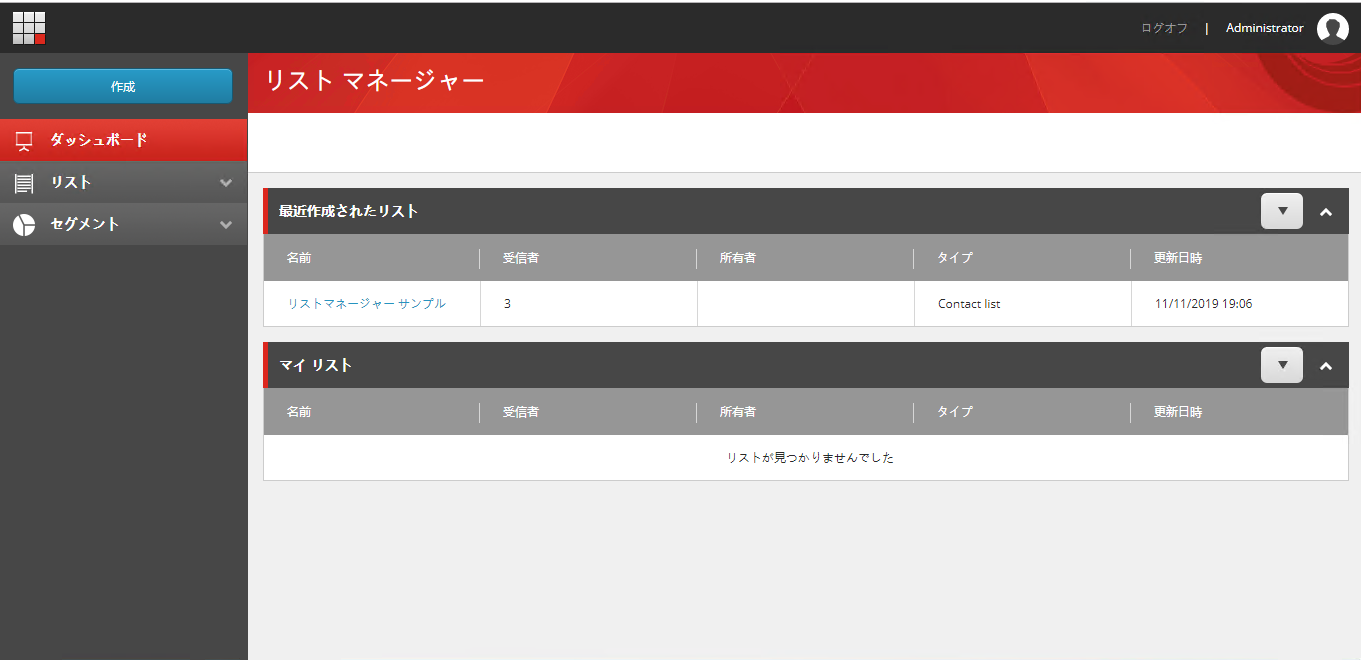 ログオフ | Administrator
作成
ダッシュボード
リスト
セグメント
リスト マネージャー
最近作成されたリスト
名前 受信者 所有者 タイプ 更新日時
リストマネージャー サンプル 3 Contact list 11/11/2019 19:06
マイ リスト
名前 受信者 所有者 タイプ 更新日時
リストが見つかりませんでした